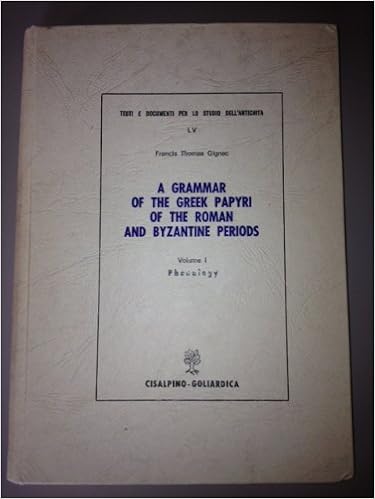 TESTI E DOCUMENTI PER LO STUDIO DELL'ANTICHITA
LV
Francis Thomas Gignac
A GRAMMAR
OF THE GREEK PAPYRI
OF THE ROMAN
AND BYZANTINE PERIODS
Volume I
Phonology
CISALPINO-GOLIARDICA